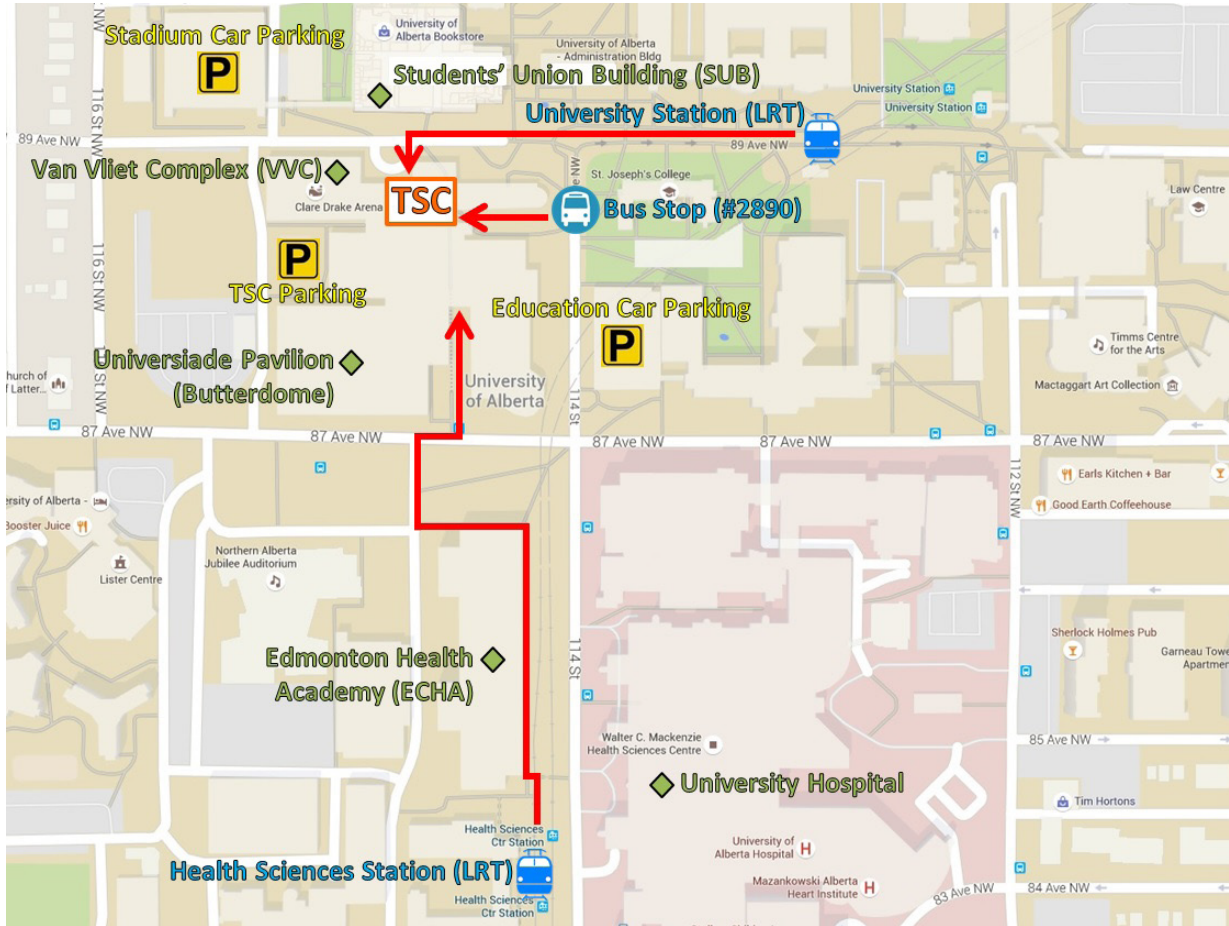 Stadium Car Parking
P
University of
Alberta Bookstore
University of Alberta
- Administration Bldg
Students' Union Building (SUB)
University Station
University Station
116 St NW
University Station (LRT)
89 Ave NW
89 Ave NW
Van Vliet Complex (VVC)
Clare Drake Arena
TSC
St. Joseph's College
Bus Stop (#2890)
Law Centre
116 St NW
P
TSC Parking
Education Car Parking
P
Timms Centre
for the Arts
Universiade Pavilion
(Butterdome)
University
of Alberta
Mactaggart Art Collection
114 St
87 Ave NW
87 Ave NW
87 Ave NW
87 Ave NW
87 Ave NW
Earls Kitchen + Bar
Good Earth Coffeehouse
112 St NW
Booster Juice
Lister Centre
Northern Alberta
Jubilee Auditorium
114 St
Sherlock Holmes Pub
Garneau
Edmonton Health
Academy (ECHA)
Walter C. Mackenzie
Health Sciences Centre
85 Ave NW
University Hospital
Tim Hortons
Health Sciences
Ctr Station
University of
Alberta Hospital
H
Health Sciences Station (LRT)
Mazankowski Alberta
Heart Institute
H
83 Ave NW
84 Ave NW
Health Sciences
Ctr Station